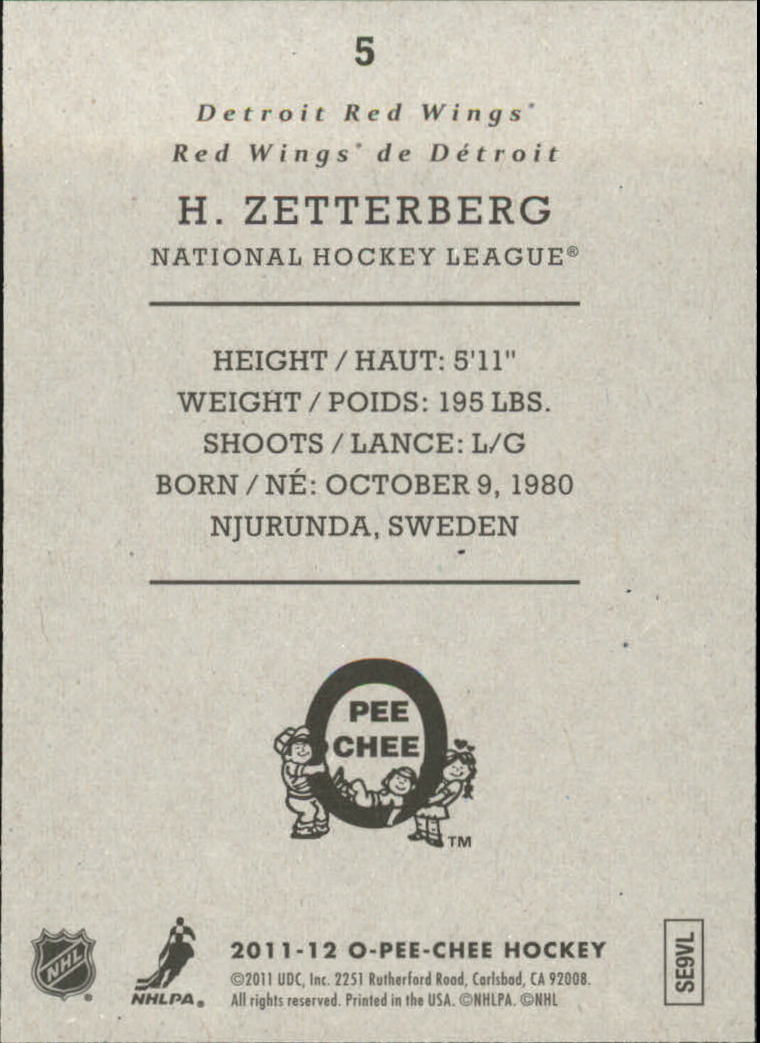 5
Detroit Red Wings®
Red Wings® de Détroit
H. ZETTERBERG
NATIONAL HOCKEY LEAGUE®
HEIGHT / HAUT: 5'11"
WEIGHT / POIDS: 195 LBS.
SHOOTS / LANCE: L/G
BORN / NÉ: OCTOBER 9, 1980
NJURUNDA, SWEDEN
O
PEE
CHEE
TM
NHL®
NHLPA®
2011-12 O-PEE-CHEE HOCKEY
©2011 UDC, Inc. 2251 Rutherford Road, Carlsbad, CA 92008.
All rights reserved. Printed in the USA. ©NHLPA. ©NHL
SE9VL